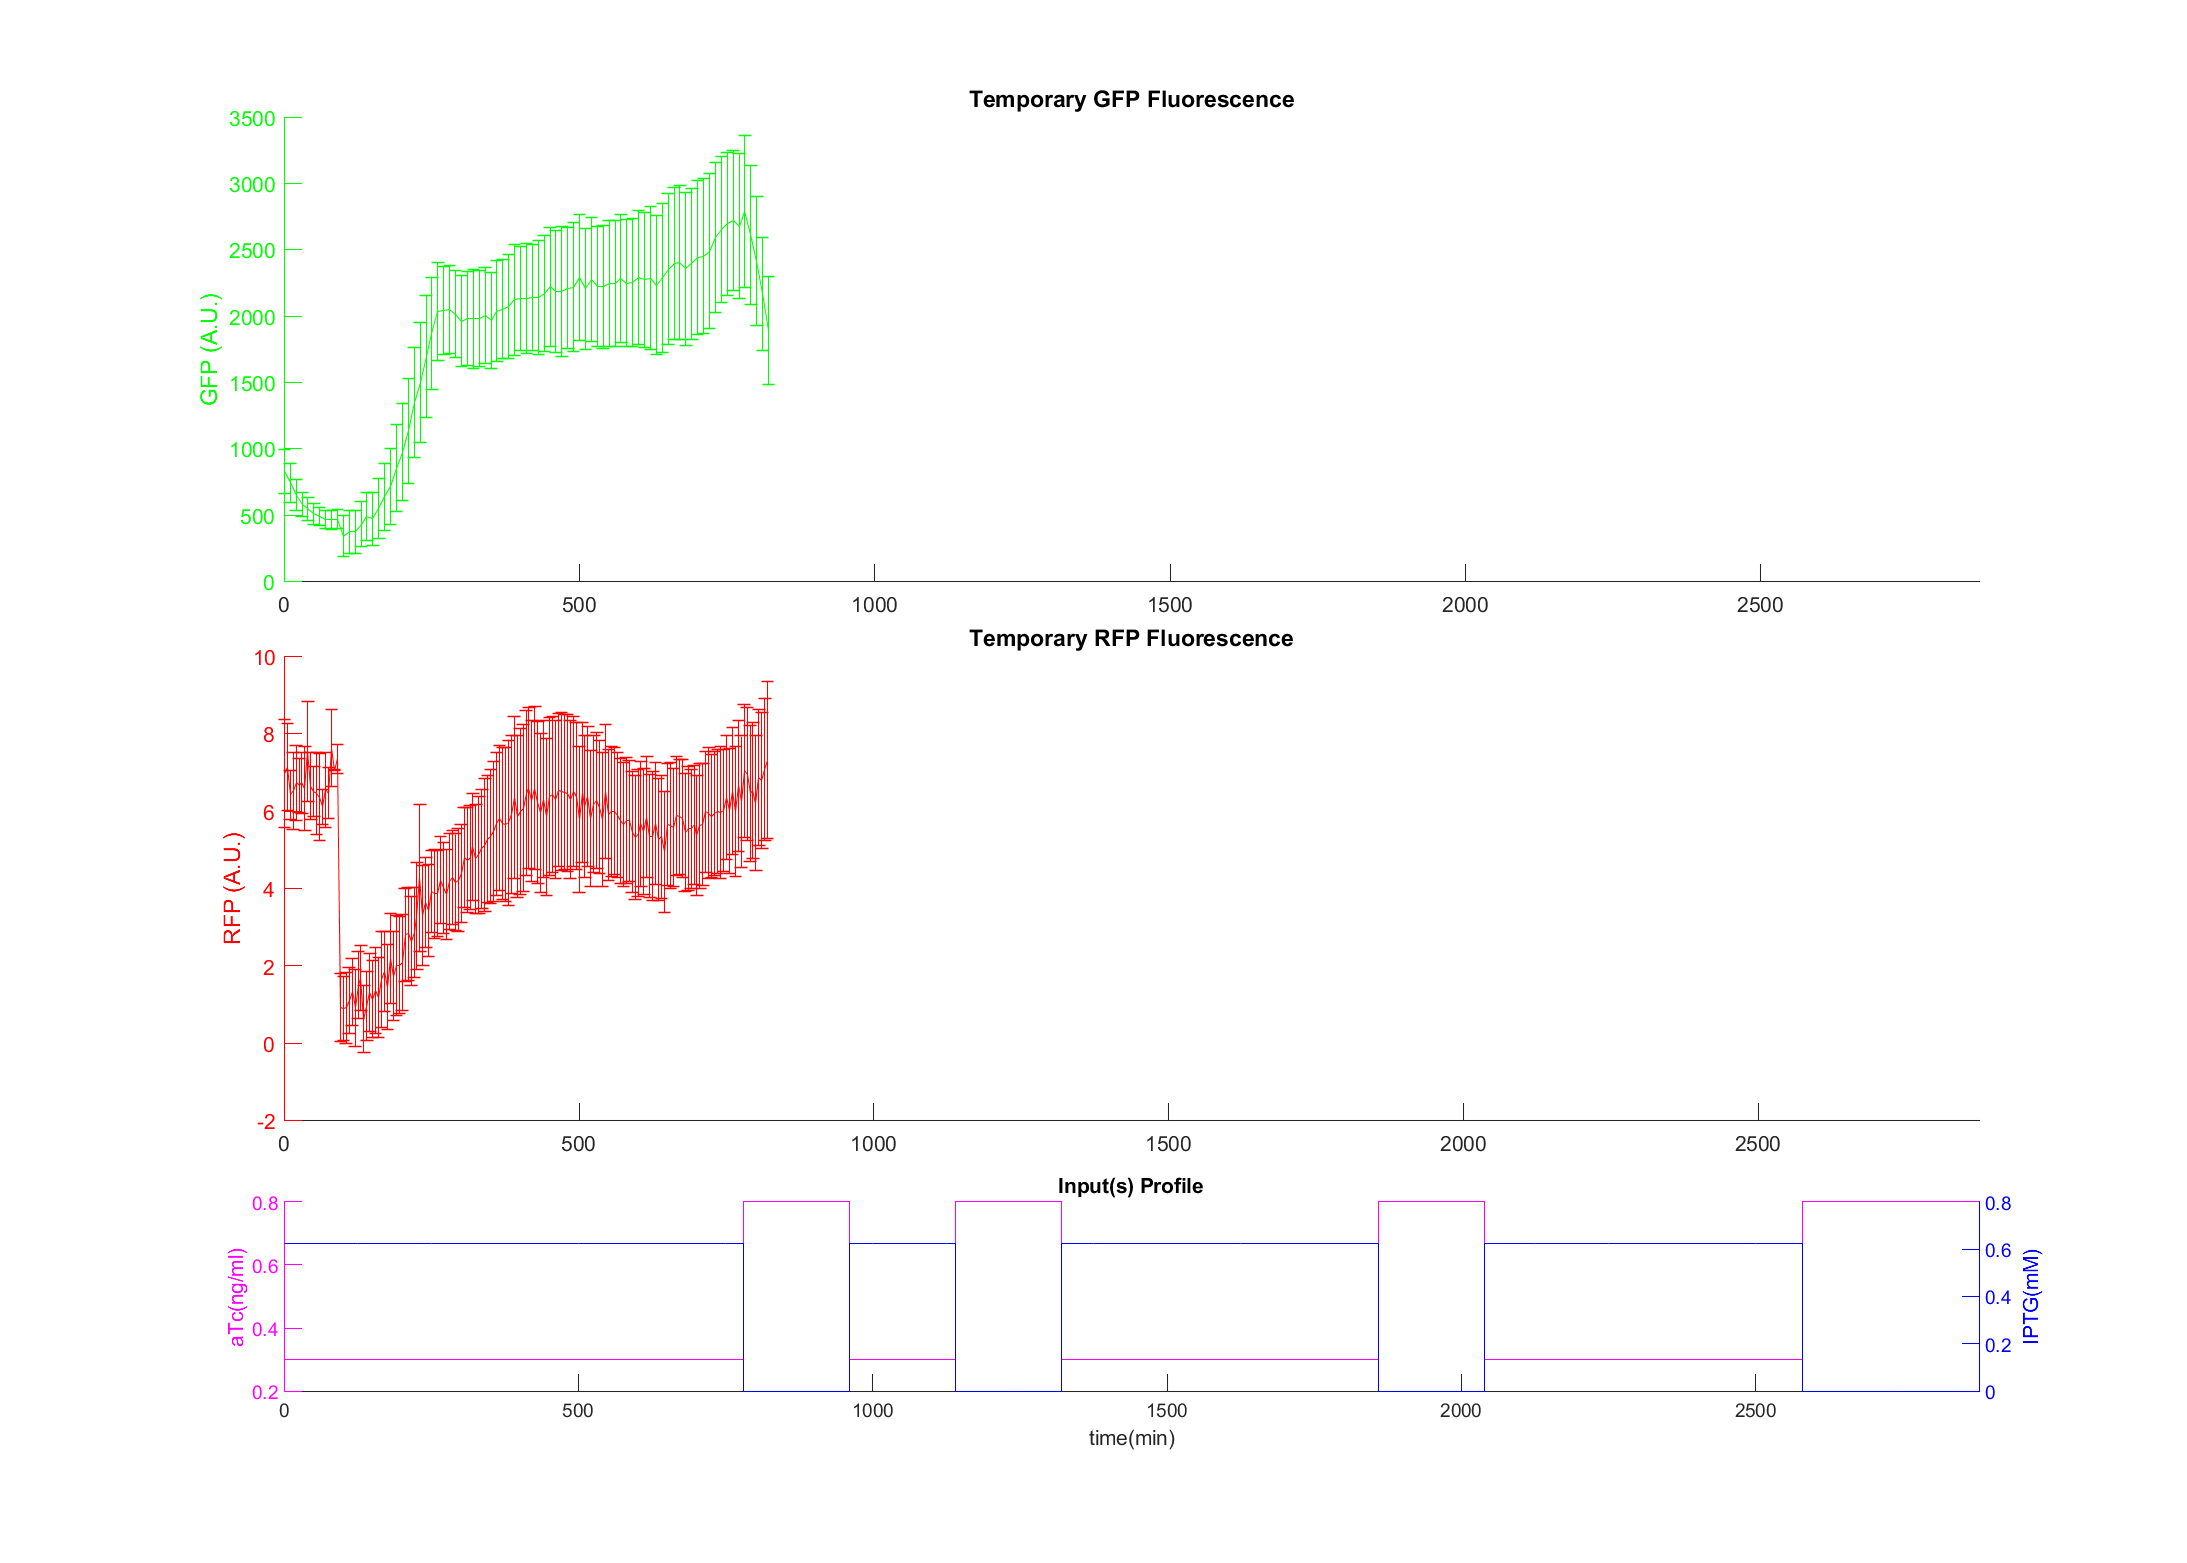 Temporary GFP Fluorescence
3500
3000
2500
2000
1500
1000
500
0
GFP (A.U.)
0 500 1000 1500 2000 2500
Temporary RFP Fluorescence
10
8
6
4
2
0
-2
RFP (A.U.)
0 500 1000 1500 2000 2500
Input(s) Profile
0.8
0.6
0.4
0.2
aTc(ng/ml)
0.8
0.6
0.4
0.2
0
IPTG(mM)
0 500 1000 1500 2000 2500
time(min)